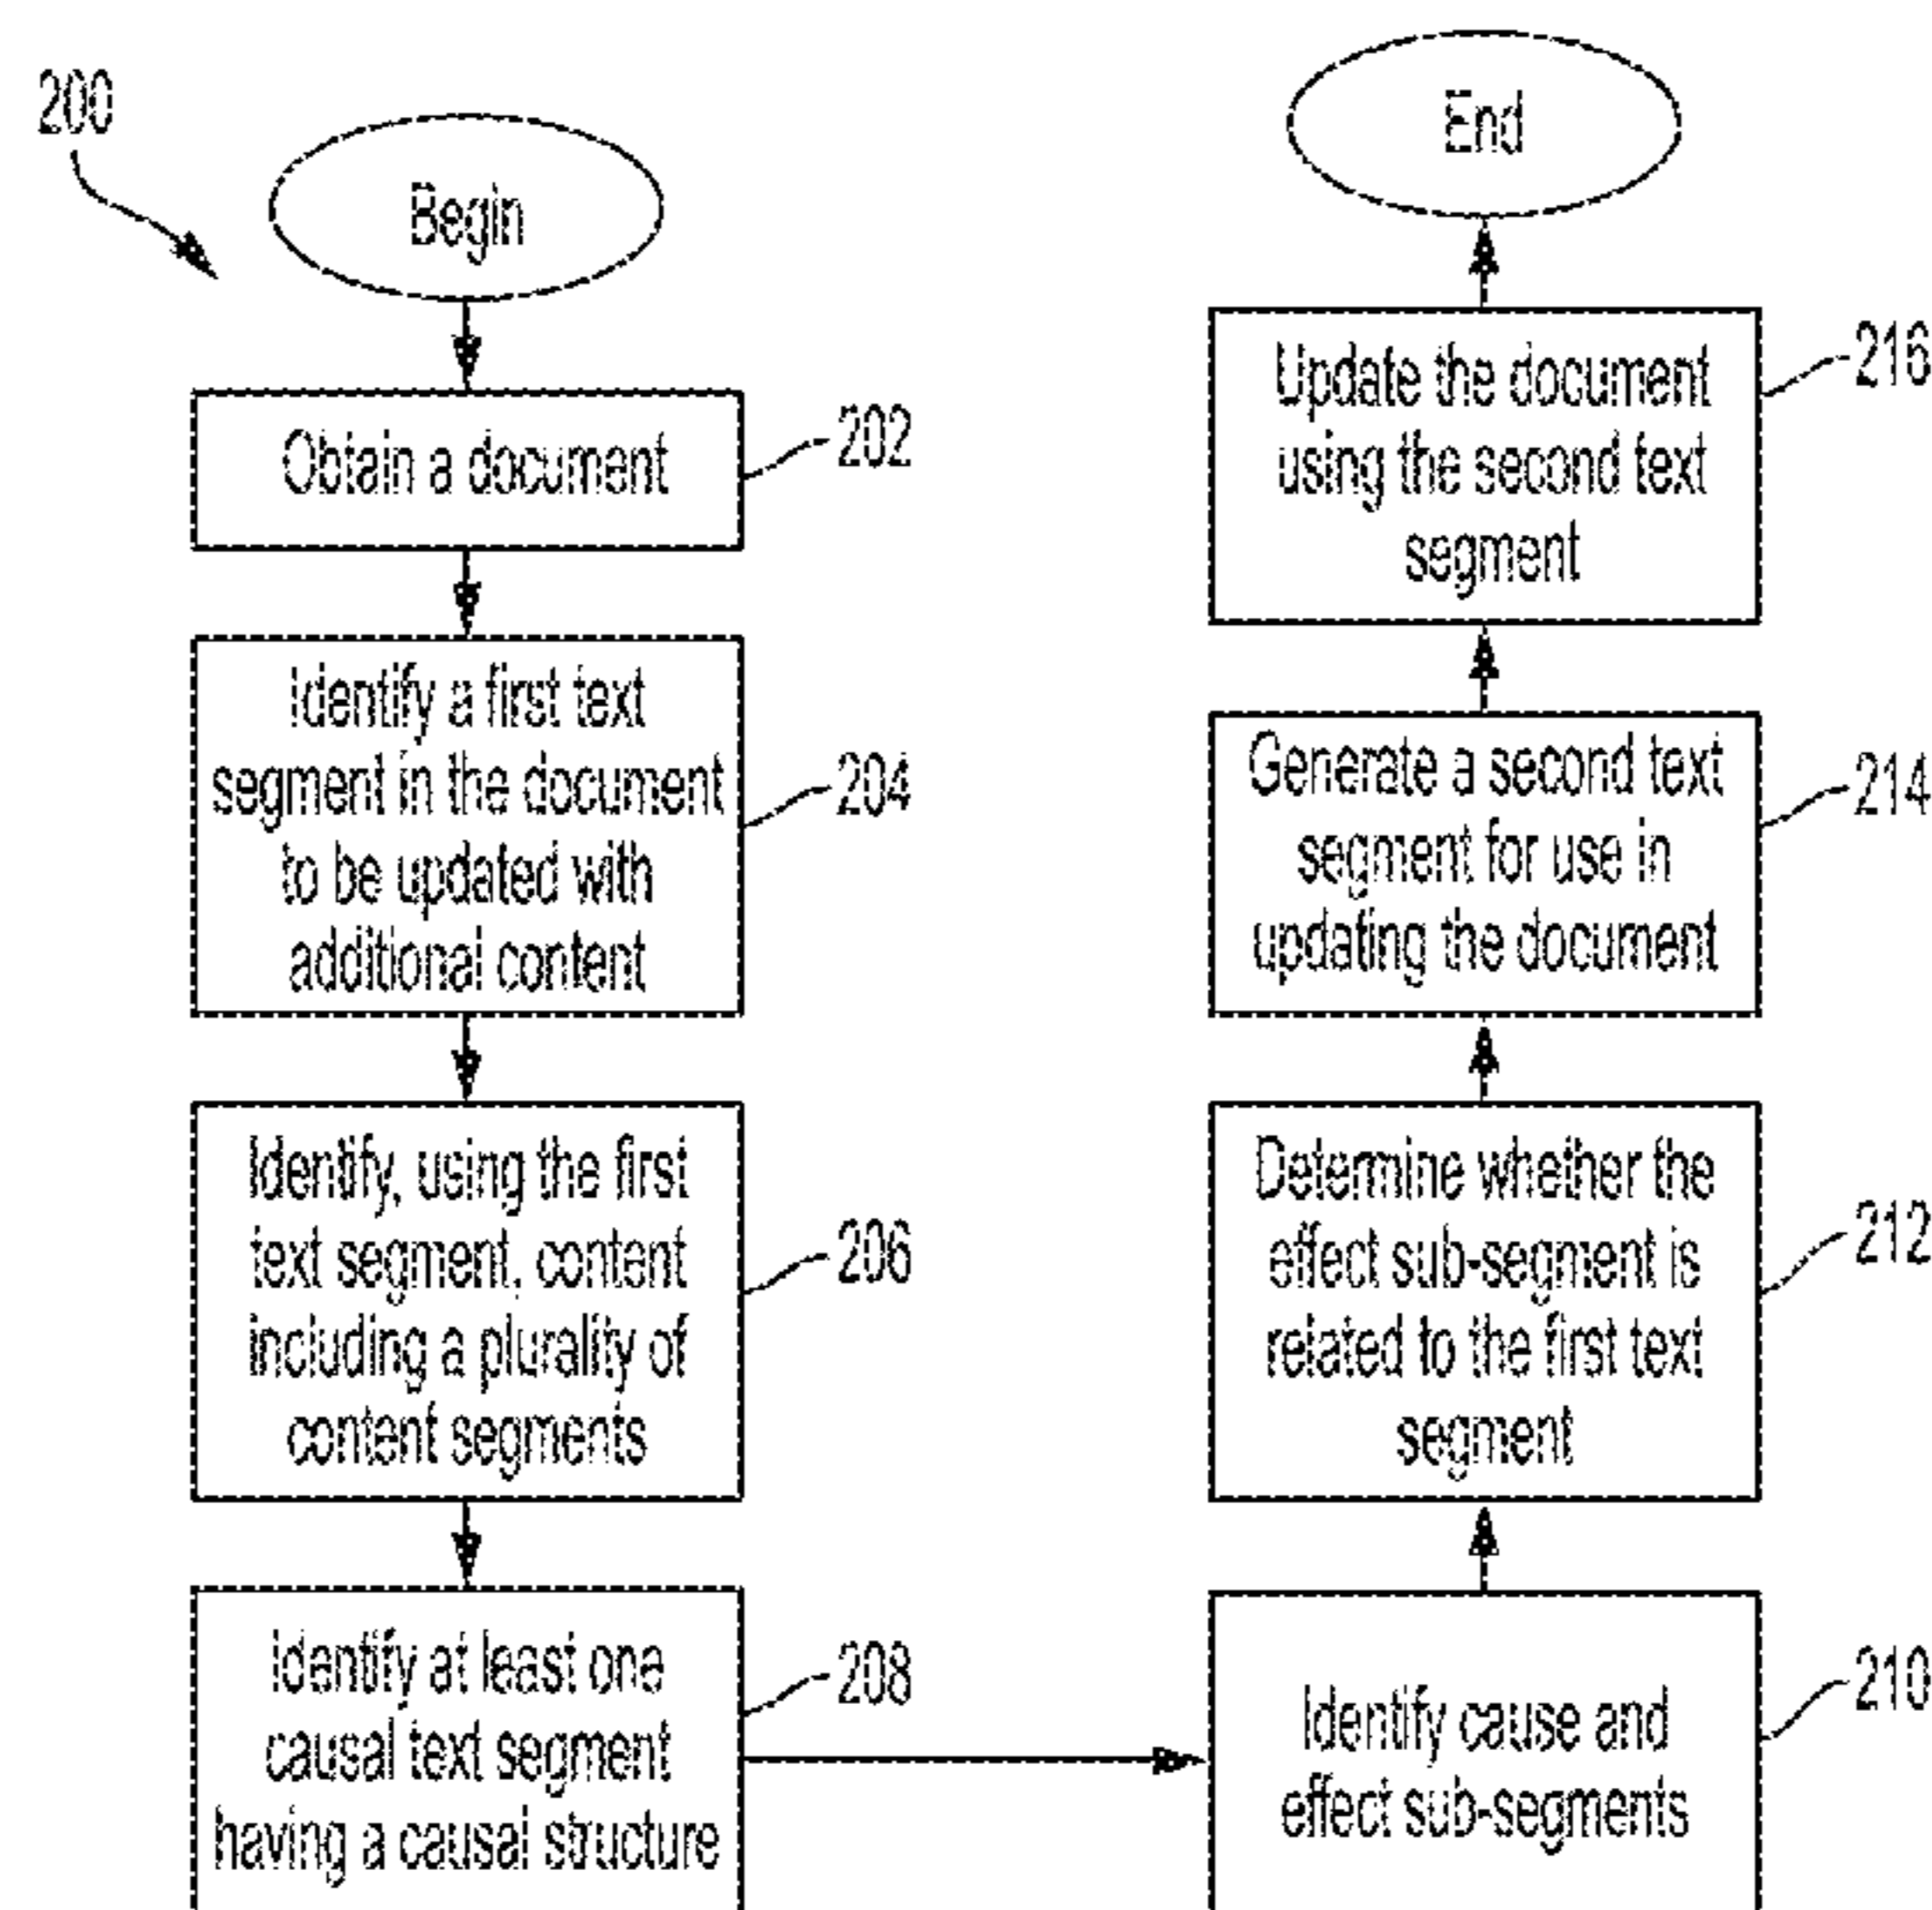 200
Begin
Obtain a document
202
Identify a first text
segment in the document
to be updated with
additional content
204
Identify, using the first
text segment, content
including a plurality of
content segments
206
Identify at least one
causal text segment
having a causal structure
208
Identify cause and
effect sub-segments
210
Determine whether the
effect sub-segment is
related to the first text
segment
212
Generate a second text
segment for use in
updating the document
214
Update the document
using the second text
segment
216
End